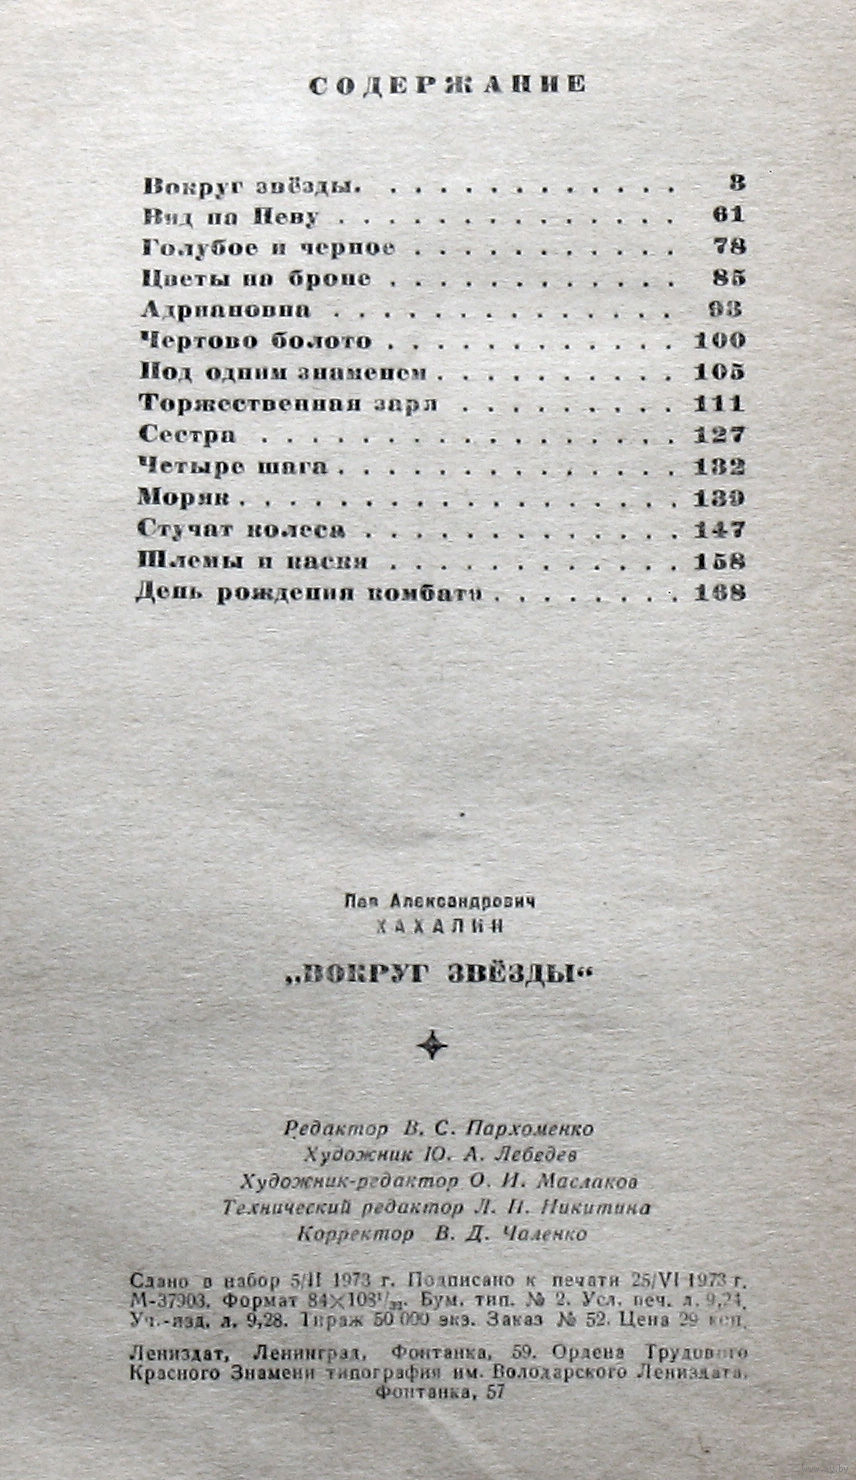 СОДЕРЖАНИЕ
Вокруг звёзды. . . . . . . . . . . . . . 3
Вид на Неву . . . . . . . . . . . . . . 61
Голубое и черное . . . . . . . . . . . 78
Цветы на броне . . . . . . . . . . . . 85
Адриановна . . . . . . . . . . . . . . 93
Чертово болото . . . . . . . . . . . . 100
Под одним знаменем . . . . . . . . . . 105
Торжественная заря . . . . . . . . . 111
Сестра . . . . . . . . . . . . . . . . . 127
Четыре шага . . . . . . . . . . . . . . 132
Моряк . . . . . . . . . . . . . . . . . . 139
Стучат колеса . . . . . . . . . . . . . 147
Шлемы и каски . . . . . . . . . . . . 158
День рождения комбата . . . . . . . . 168
Лев Александрович
ХАХАЛИН
„ВОКРУГ ЗВЁЗДЫ“
Редактор В. С. Пархоменко
Художник Ю. А. Лебедев
Художник-редактор О. И. Маслаков
Технический редактор Л. П. Никитина
Корректор В. Д. Чаленко
Сдано в набор 5/II 1973 г. Подписано к печати 25/VI 1973 г.
М-37903. Формат 84×108¹/₃₂. Бум. тип. № 2. Усл. печ. л. 9,24.
Уч.-изд. л. 9,28. Тираж 50 000 экз. Заказ № 52. Цена 29 коп.
Лениздат, Ленинград, Фонтанка, 59. Ордена Трудового
Красного Знамени типография им. Володарского Лениздата,
Фонтанка, 57